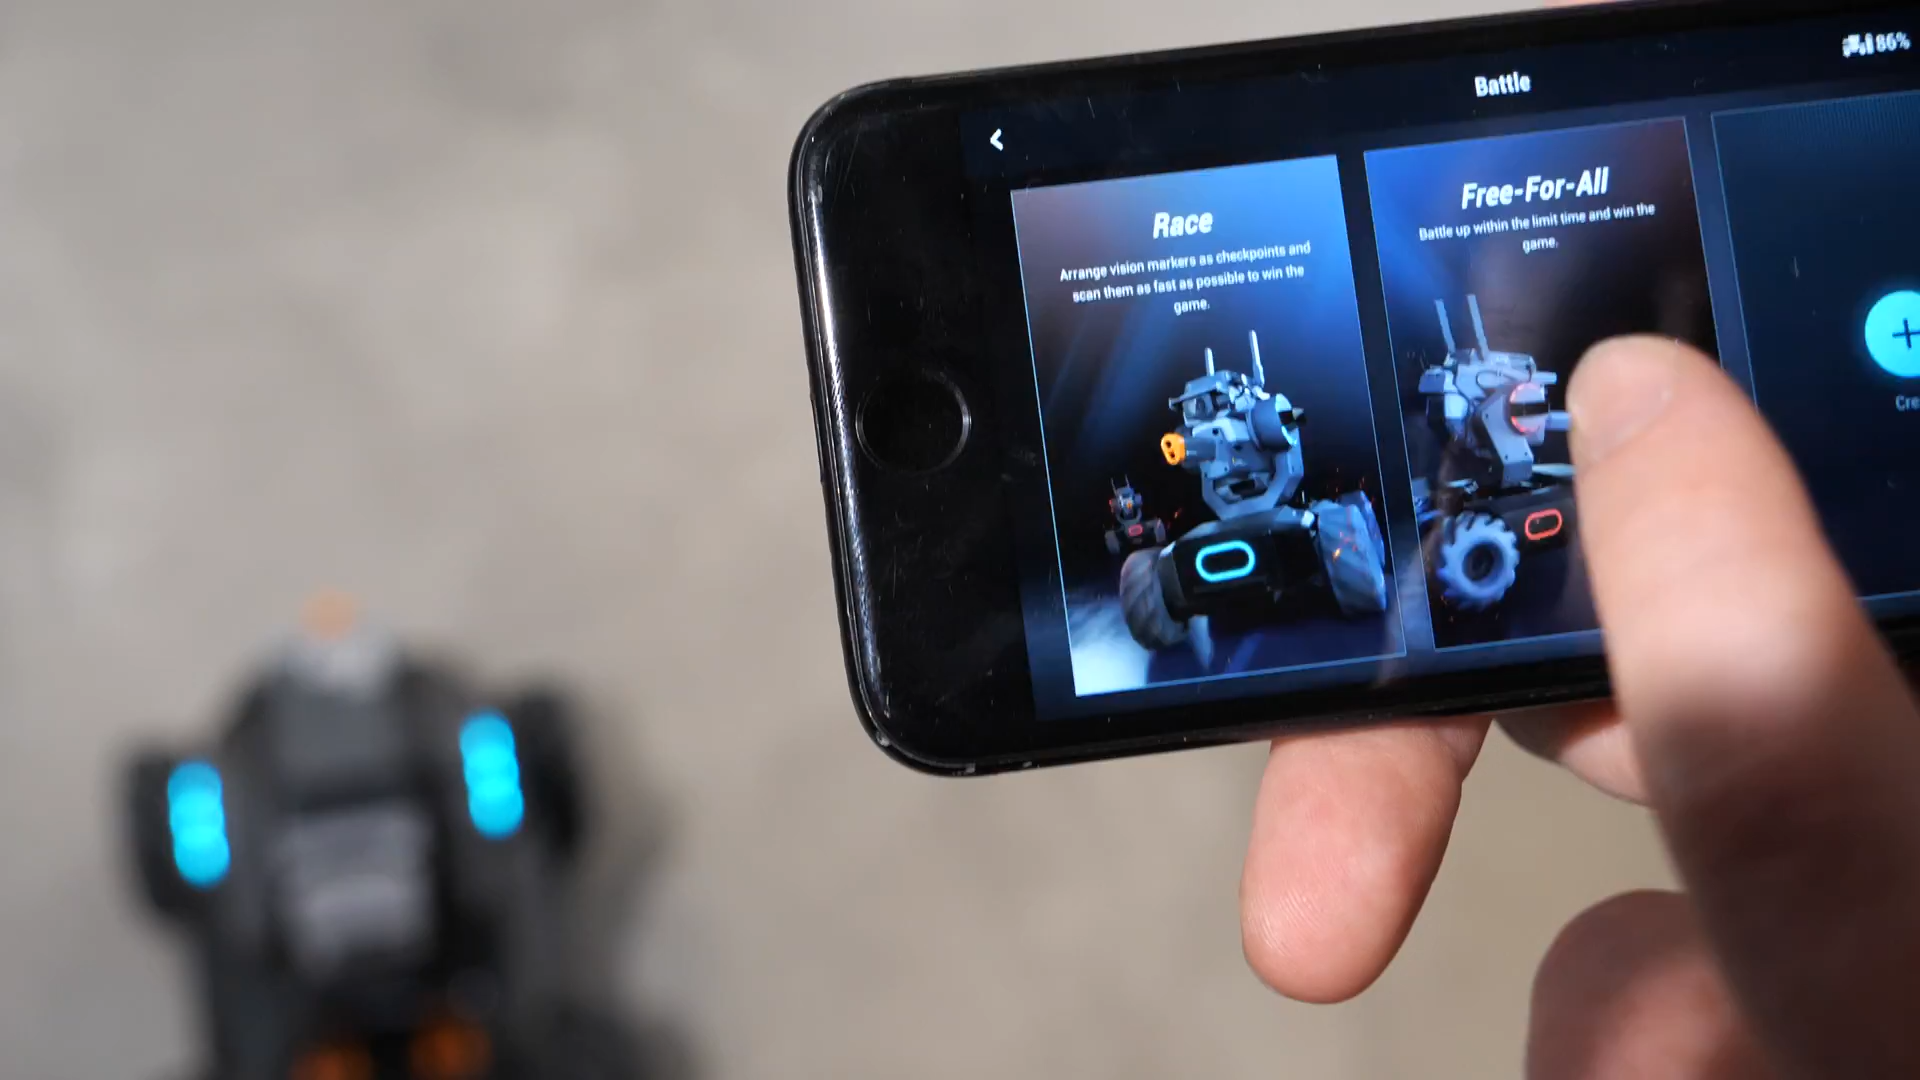 86%
Battle
Race
Arrange vision markers as checkpoints and
scan them as fast as possible to win the
game.
Free-For-All
Battle up within the limit time and win the
game.
+
Cre